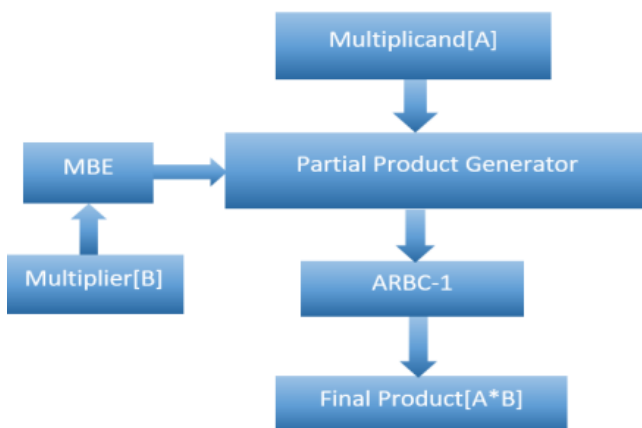 Multiplicand[A]
Partial Product Generator
MBE
Multiplier[B]
ARBC-1
Final Product[A*B]